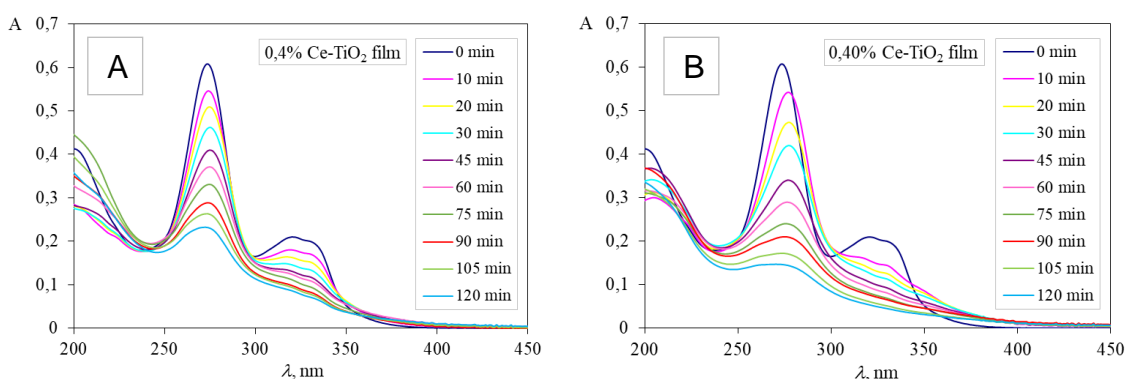 A
0,7
0,6
0,5
0,4
0,3
0,2
0,1
0
200
250
300
350
400
450
λ, nm
A
0,4% Ce-TiO₂ film
0 min
10 min
20 min
30 min
45 min
60 min
75 min
90 min
105 min
120 min
A
0,7
0,6
0,5
0,4
0,3
0,2
0,1
0
200
250
300
350
400
450
λ, nm
B
0,40% Ce-TiO₂ film
0 min
10 min
20 min
30 min
45 min
60 min
75 min
90 min
105 min
120 min